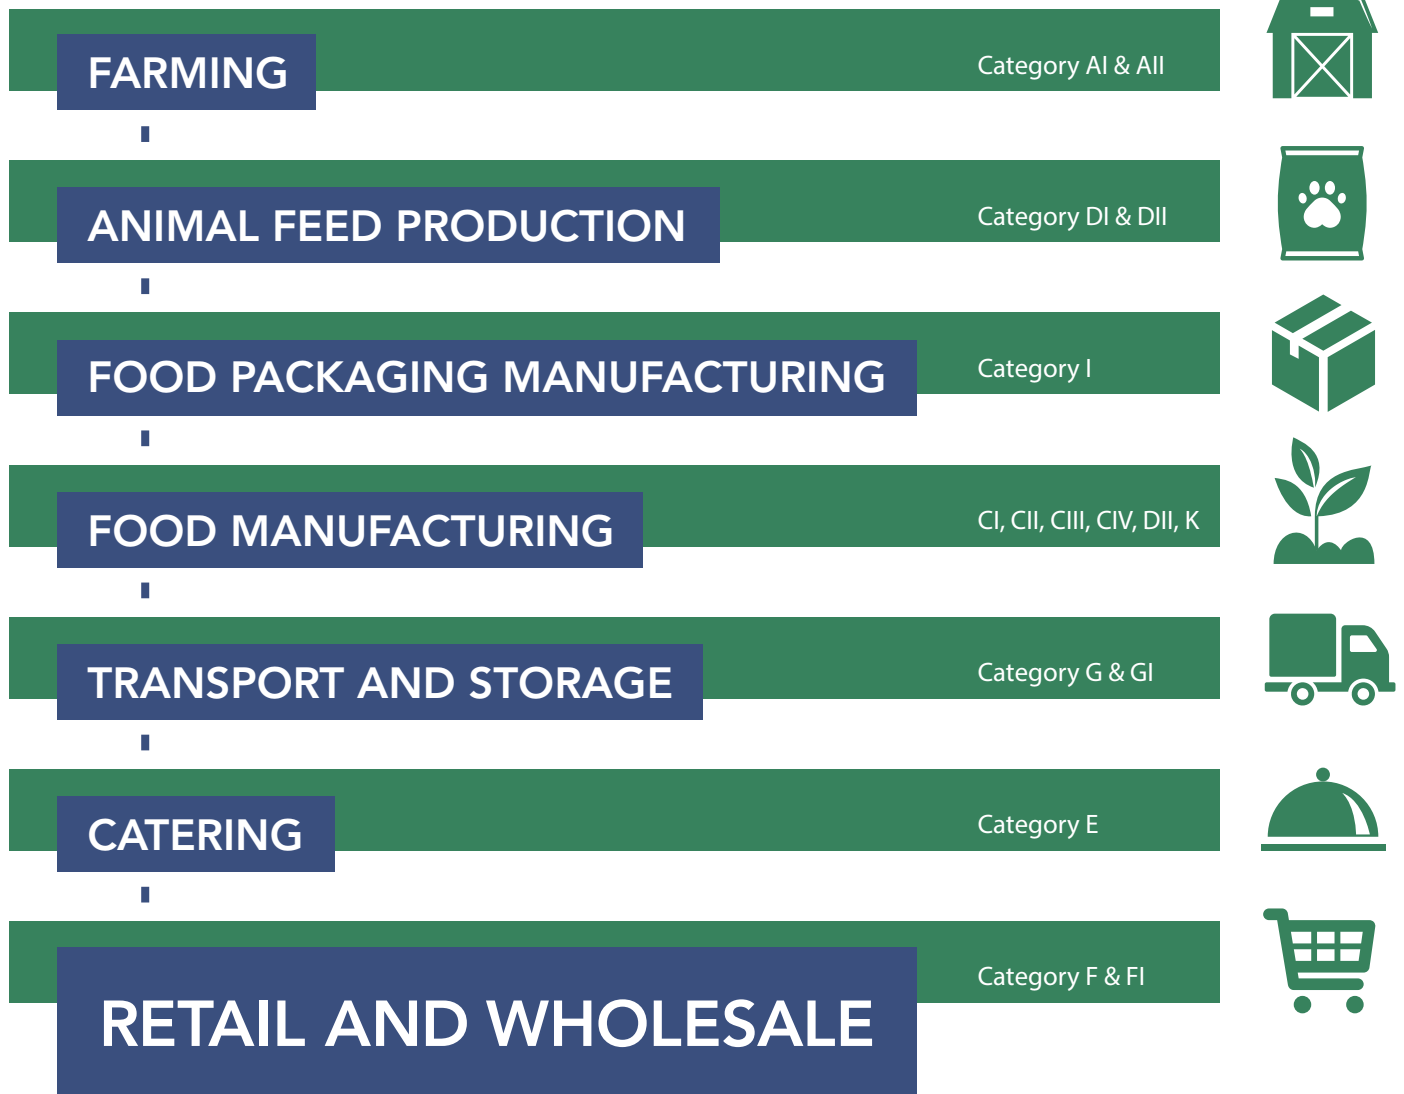 FARMING
Category AI & AII
ANIMAL FEED PRODUCTION
Category DI & DII
FOOD PACKAGING MANUFACTURING
Category I
FOOD MANUFACTURING
CI, CII, CIII, CIV, DII, K
TRANSPORT AND STORAGE
Category G & GI
CATERING
Category E
RETAIL AND WHOLESALE
Category F & FI